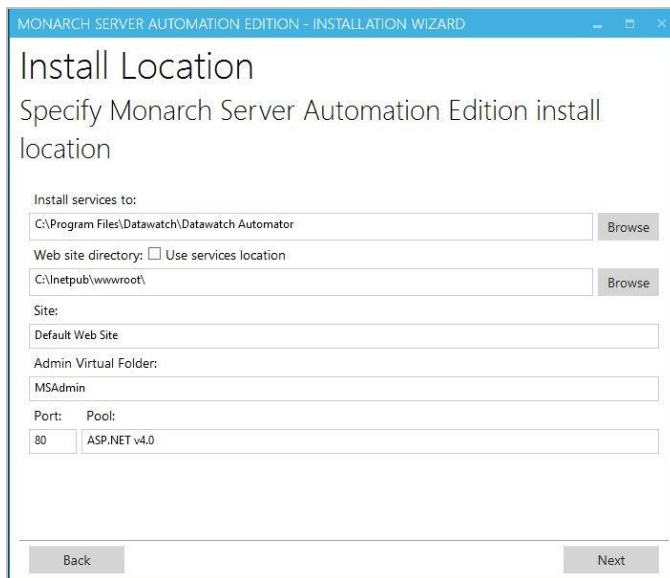 MONARCH SERVER AUTOMATION EDITION - INSTALLATION WIZARD
Install Location
Specify Monarch Server Automation Edition install
location
Install services to:
C:\Program Files\Datawatch\Datawatch Automator
Browse
Web site directory: Use services location
C:\Inetpub\wwwroot\
Browse
Site:
Default Web Site
Admin Virtual Folder:
MSAdmin
Port: Pool:
80 ASP.NET v4.0
Back Next